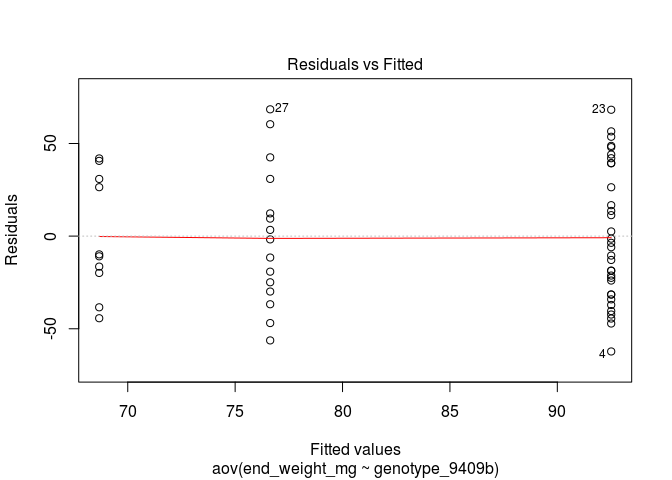 Residuals vs Fitted
27
23
4
50
0
-50
Residuals
70 75 80 85 90
Fitted values
aov(end_weight_mg ~ genotype_9409b)